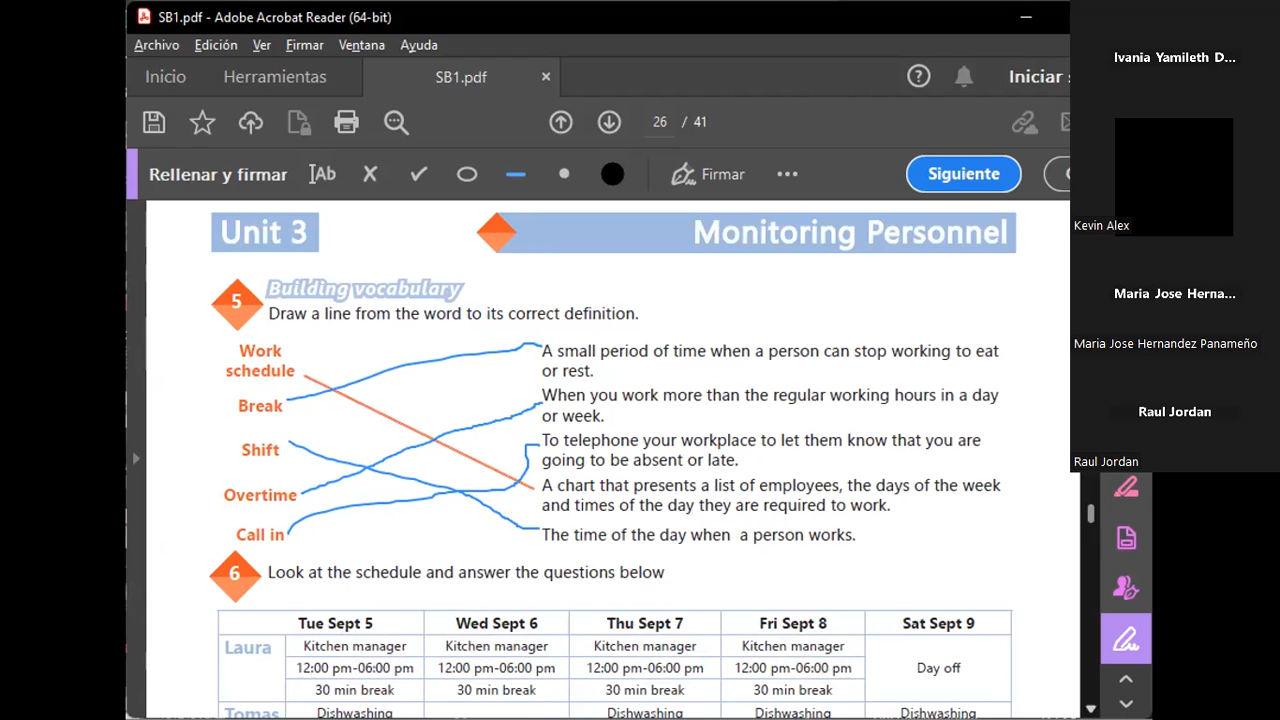 SB1.pdf - Adobe Acrobat Reader (64-bit)
Archivo Edición Ver Firmar Ventana Ayuda
Inicio Herramientas SB1.pdf Iniciar
26 / 41
Rellenar y firmar Ab Firmar Siguiente
Unit 3 Monitoring Personnel
5 Building vocabulary
Draw a line from the word to its correct definition.
Work
schedule
Break
Shift
Overtime
Call in
A small period of time when a person can stop working to eat
or rest.
When you work more than the regular working hours in a day
or week.
To telephone your workplace to let them know that you are
going to be absent or late.
A chart that presents a list of employees, the days of the week
and times of the day they are required to work.
The time of the day when a person works.
6 Look at the schedule and answer the questions below
Tue Sept 5 Wed Sept 6 Thu Sept 7 Fri Sept 8 Sat Sept 9
Laura Kitchen manager Kitchen manager Kitchen manager Kitchen manager
12:00 pm-06:00 pm 12:00 pm-06:00 pm 12:00 pm-06:00 pm 12:00 pm-06:00 pm Day off
30 min break 30 min break 30 min break 30 min break
Tomas Dishwashing Dishwashing Dishwashing Dishwashing
Ivania Yamileth D...
Kevin Alex
Maria Jose Herna...
Maria Jose Hernandez Panameño
Raul Jordan
Raul Jordan